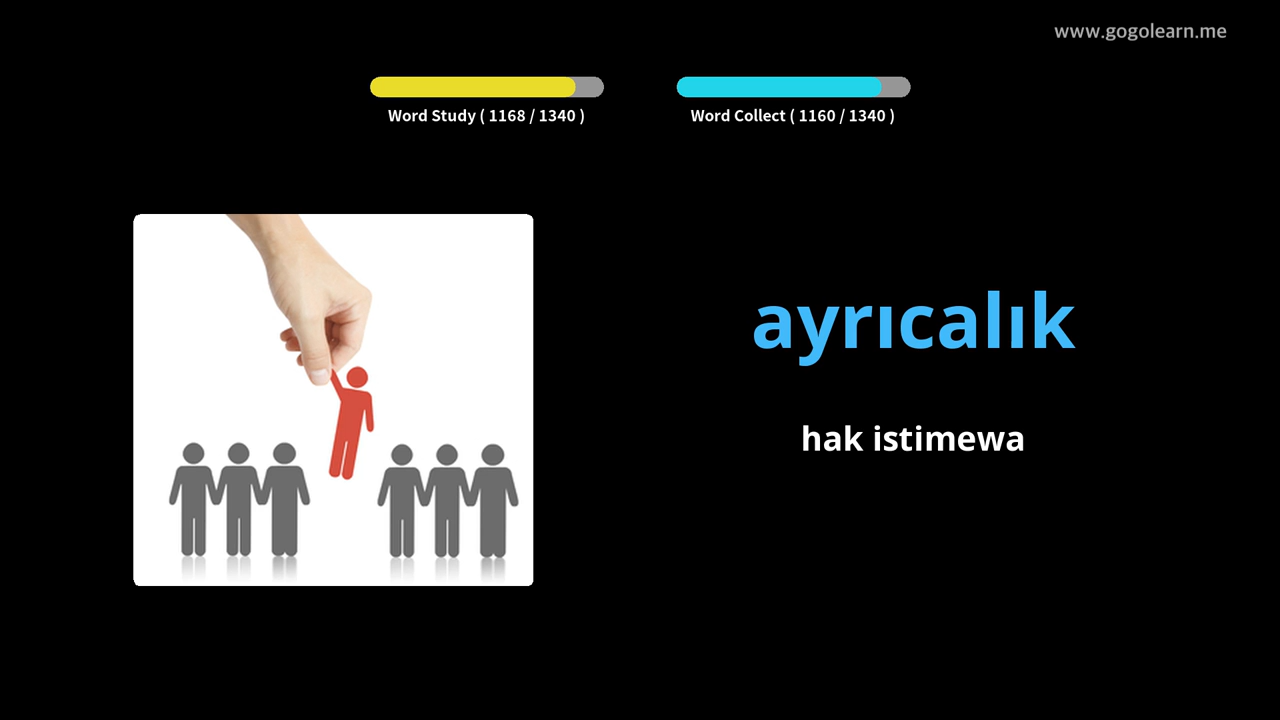 www.gogolearn.me
Word Study ( 1168 / 1340 )
Word Collect ( 1160 / 1340 )
ayrıcalık
hak istimewa